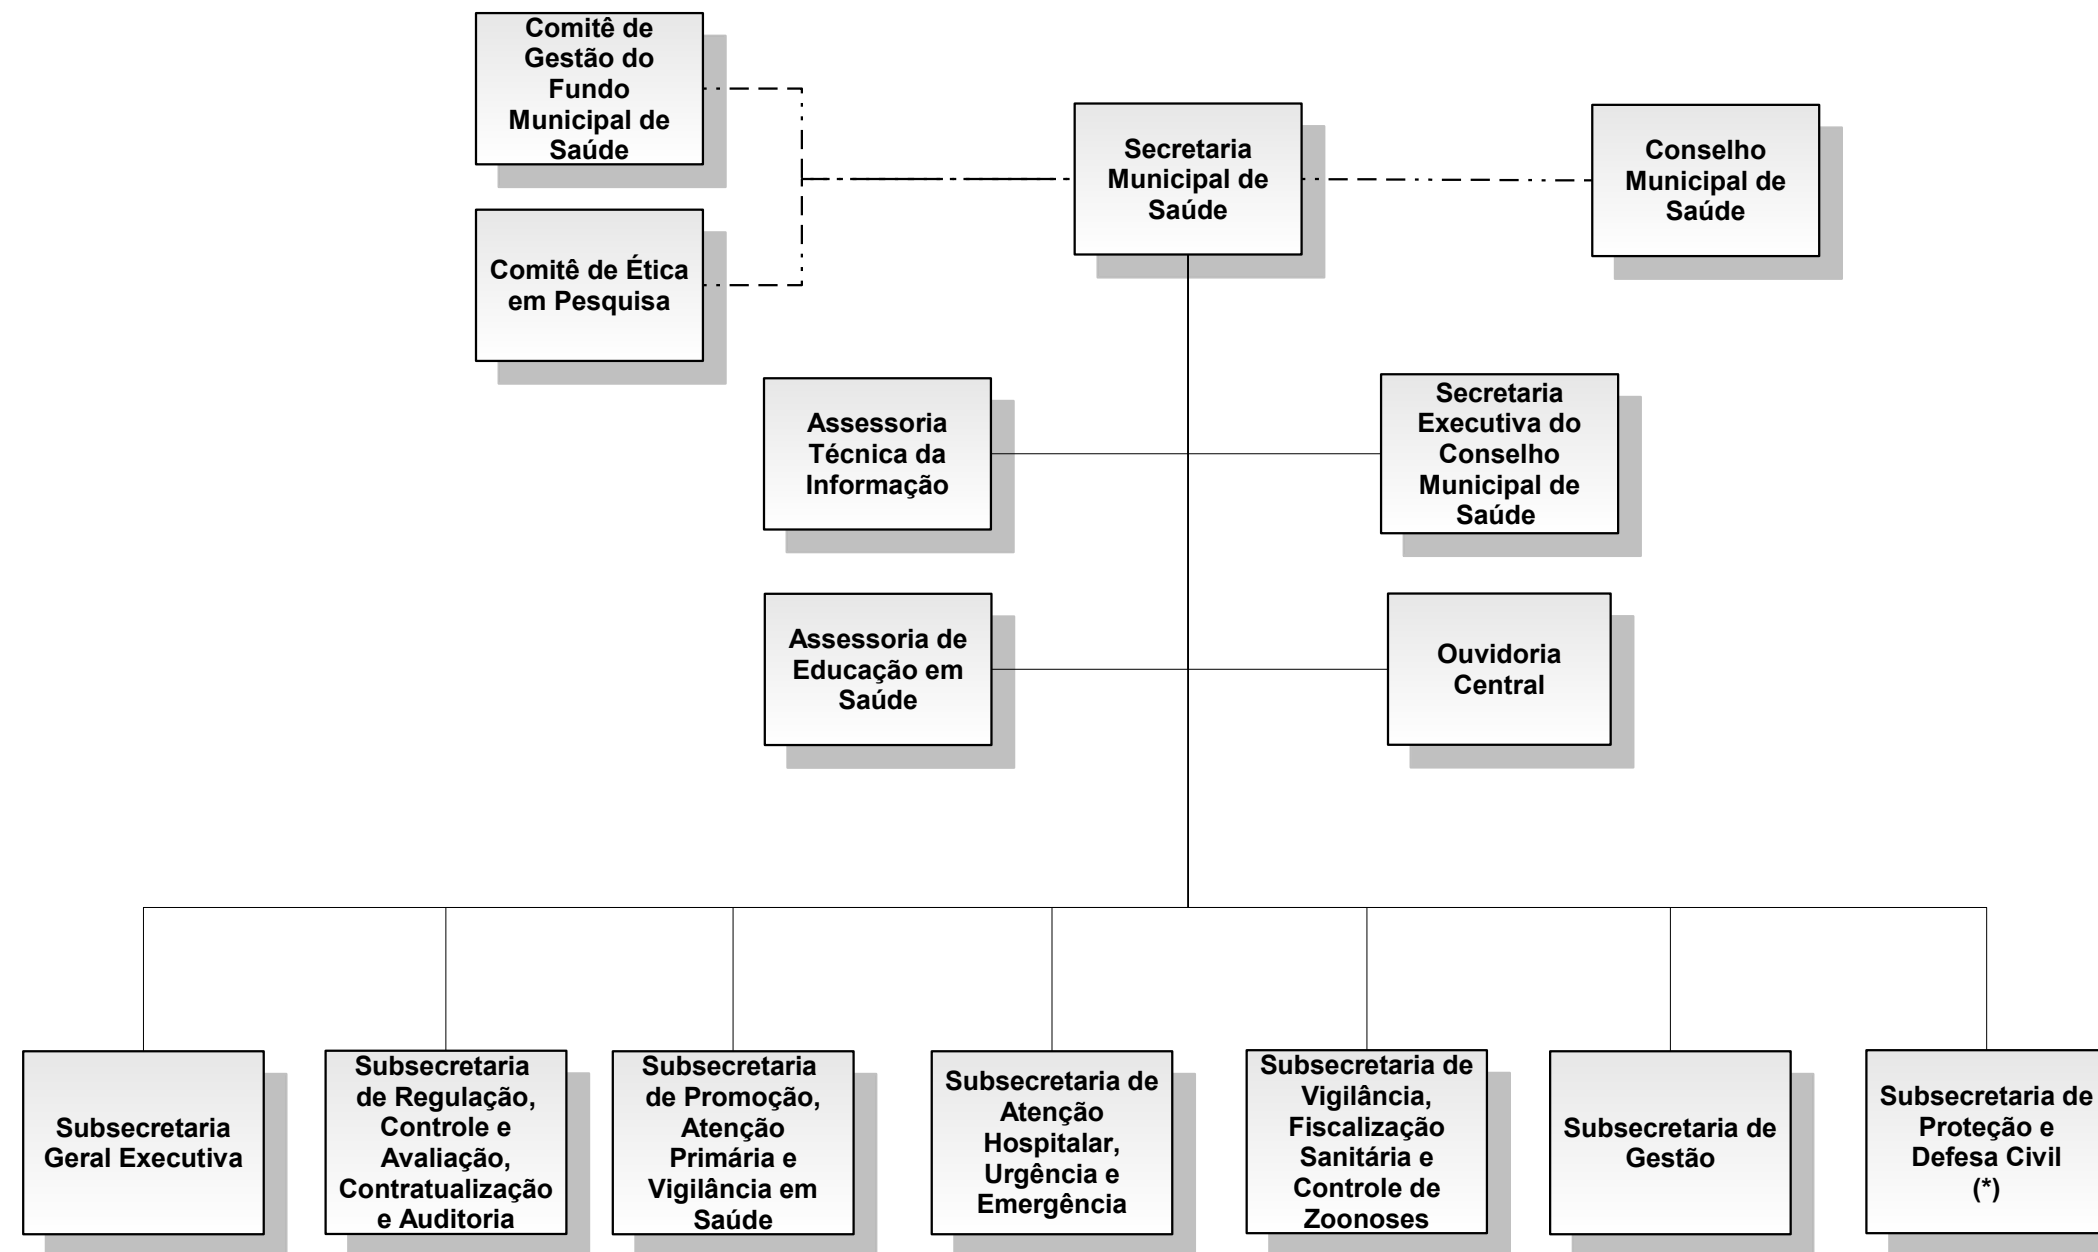 Comitê de
Gestão do
Fundo
Municipal de
Saúde
Secretaria
Municipal de
Saúde
Conselho
Municipal de
Saúde
Comitê de Ética
em Pesquisa
Assessoria
Técnica da
Informação
Secretaria
Executiva do
Conselho
Municipal de
Saúde
Assessoria de
Educação em
Saúde
Ouvidoria
Central
Subsecretaria
Geral Executiva
Subsecretaria
de Regulação,
Controle e
Avaliação,
Contratualização
e Auditoria
Subsecretaria
de Promoção,
Atenção
Primária e
Vigilância em
Saúde
Subsecretaria de
Atenção
Hospitalar,
Urgência e
Emergência
Subsecretaria de
Vigilância,
Fiscalização
Sanitária e
Controle de
Zoonoses
Subsecretaria de
Gestão
Subsecretaria de
Proteção e
Defesa Civil
(*)